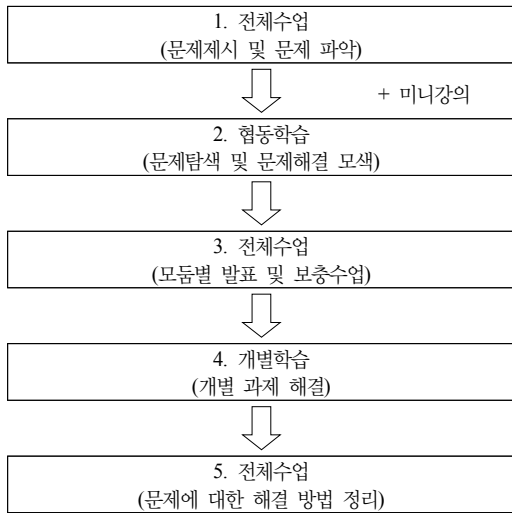 1. 전체수업
(문제제시 및 문제 파악)
+ 미니강의
2. 협동학습
(문제탐색 및 문제해결 모색)
3. 전체수업
(모둠별 발표 및 보충수업)
4. 개별학습
(개별 과제 해결)
5. 전체수업
(문제에 대한 해결 방법 정리)